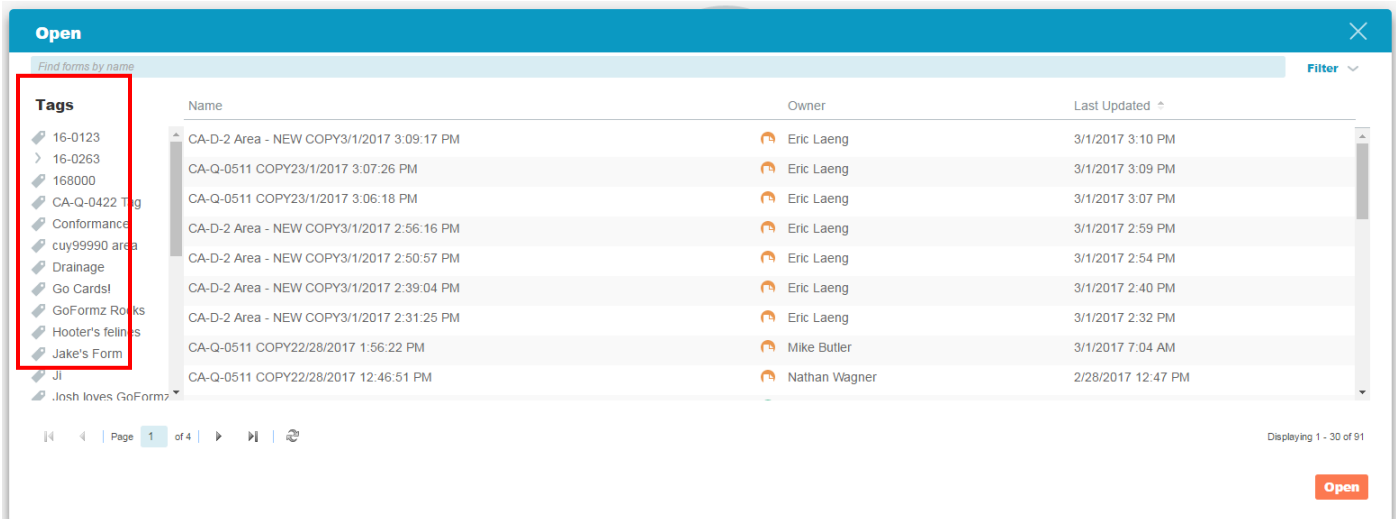 Open
Find forms by name
Filter
Tags
16-0123
16-0263
168000
CA-Q-0422 Tag
Conformance
cuy99990 area
Drainage
Go Cards!
GoFormz Rocks
Hooter's felines
Jake's Form
Ji
Josh loves GoFormz
Name Owner Last Updated
CA-D-2 Area - NEW COPY3/1/2017 3:09:17 PM Eric Laeng 3/1/2017 3:10 PM
CA-Q-0511 COPY23/1/2017 3:07:26 PM Eric Laeng 3/1/2017 3:09 PM
CA-Q-0511 COPY23/1/2017 3:06:18 PM Eric Laeng 3/1/2017 3:07 PM
CA-D-2 Area - NEW COPY3/1/2017 2:56:16 PM Eric Laeng 3/1/2017 2:59 PM
CA-D-2 Area - NEW COPY3/1/2017 2:50:57 PM Eric Laeng 3/1/2017 2:54 PM
CA-D-2 Area - NEW COPY3/1/2017 2:39:04 PM Eric Laeng 3/1/2017 2:40 PM
CA-D-2 Area - NEW COPY3/1/2017 2:31:25 PM Eric Laeng 3/1/2017 2:32 PM
CA-Q-0511 COPY22/28/2017 1:56:22 PM Mike Butler 3/1/2017 7:04 AM
CA-Q-0511 COPY22/28/2017 12:46:51 PM Nathan Wagner 2/28/2017 12:47 PM
Page 1 of 4
Displaying 1 - 30 of 91
Open